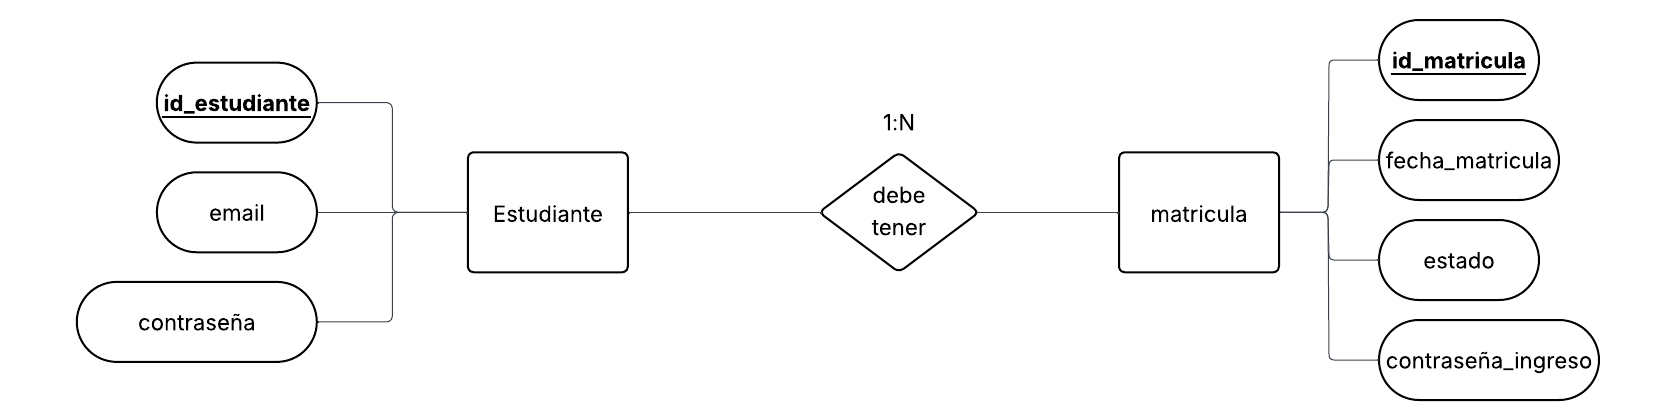 id_estudiante
email
contraseña
Estudiante
1:N
debe
tener
matricula
id_matricula
fecha_matricula
estado
contraseña_ingreso